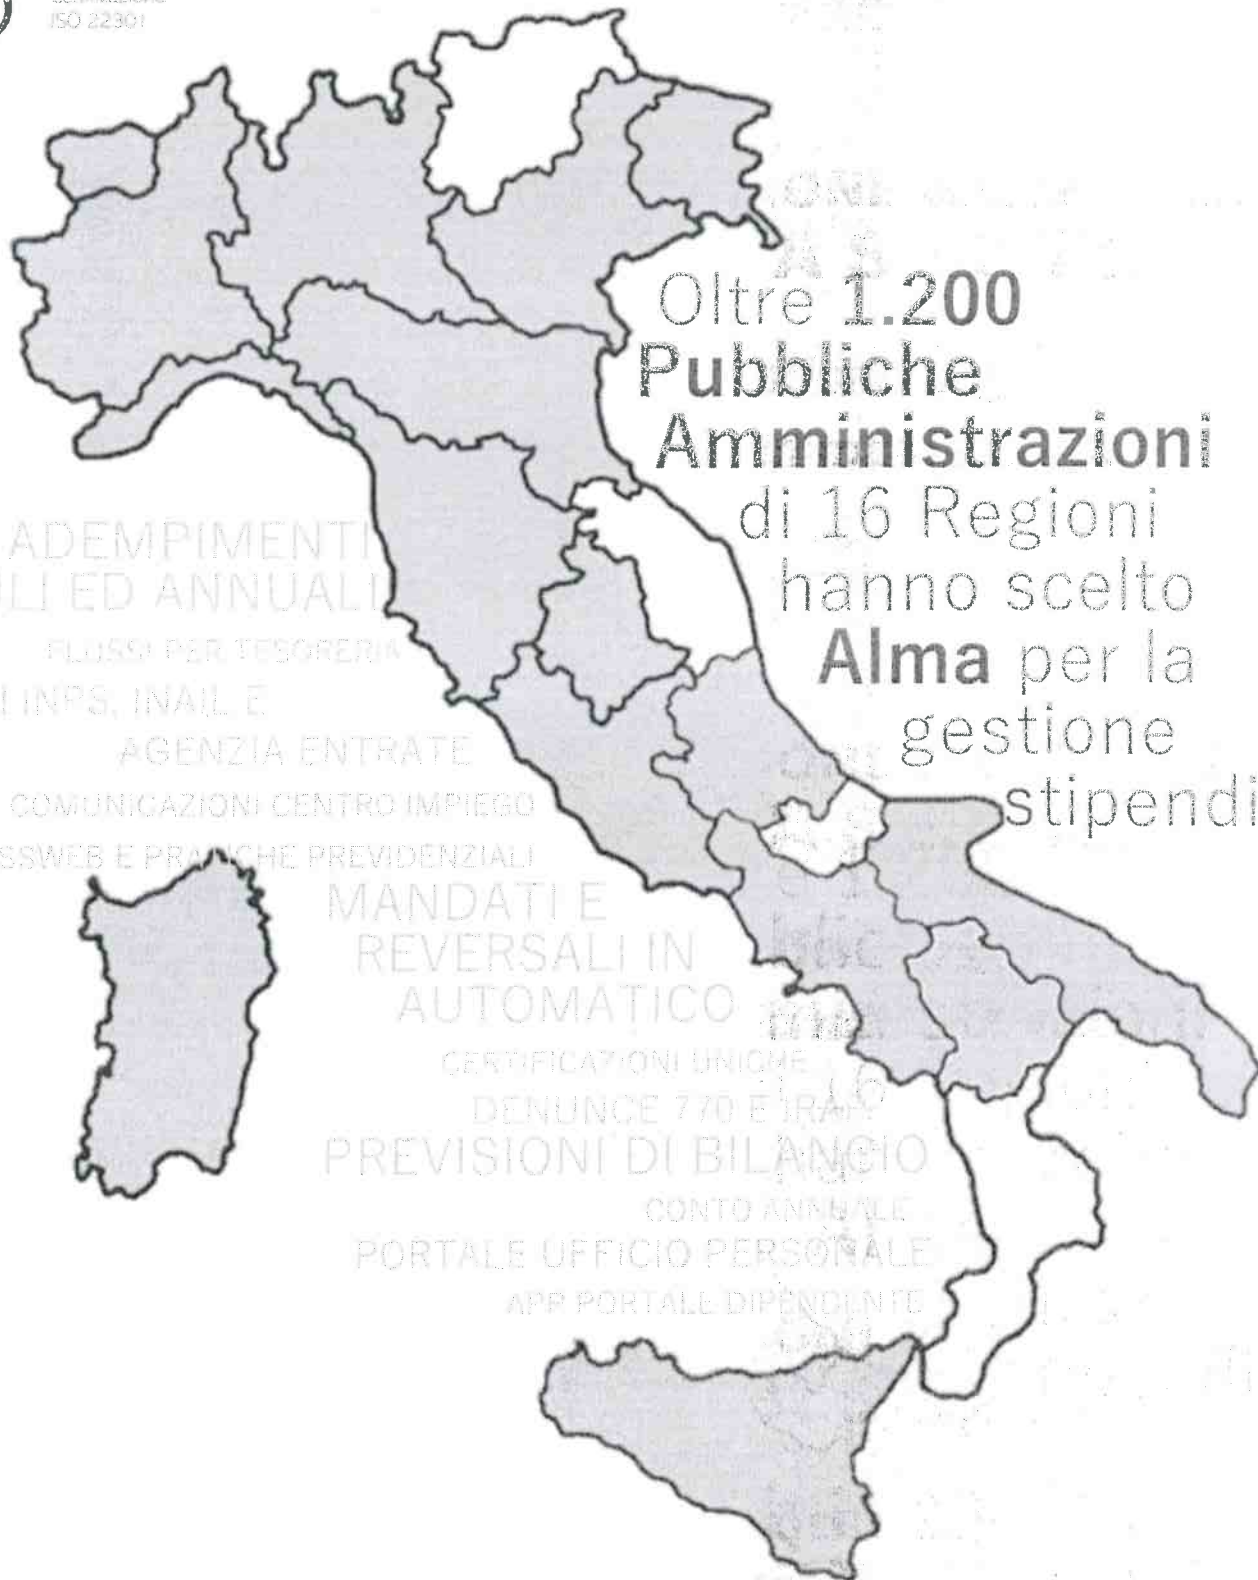 ISO 22301
Oltre 1.200
Pubbliche
Amministrazioni
di 16 Regioni
hanno scelto
Alma per la
gestione
stipendi
ADEMPIMENTI
LI ED ANNUALI
FLUSSI PER TESORERIA
I INPS, INAIL E
AGENZIA ENTRATE
COMUNICAZIONI CENTRO IMPIEGO
SSWEB E PRATICHE PREVIDENZIALI
MANDATI E
REVERSALI IN
AUTOMATICO
CERTIFICAZIONI UNICHE
DENUNCE 770 E IRAP
PREVISIONI DI BILANCIO
CONTO ANNUALE
PORTALE UFFICIO PERSONALE
APP PORTALE DIPENDENTE